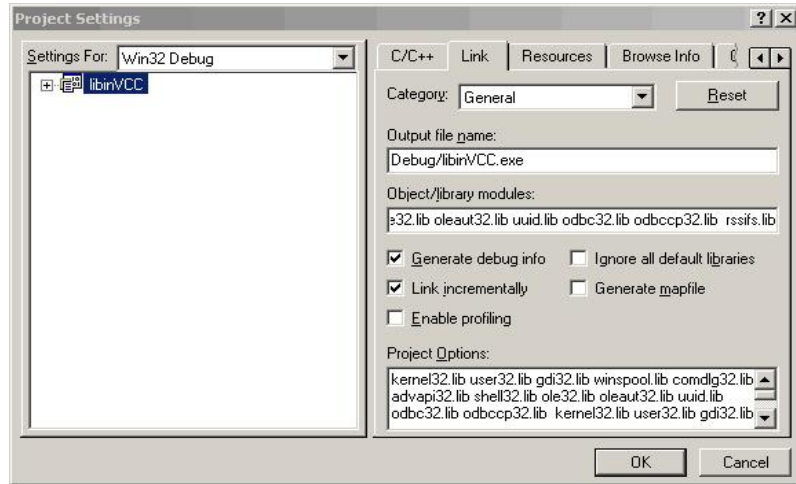 Project Settings
Settings For: Win32 Debug
libinVCC
C/C++ Link Resources Browse Info
Category: General Reset
Output file name:
Debug/libinVCC.exe
Object/library modules:
e32.lib oleaut32.lib uuid.lib odbc32.lib odbccp32.lib rssifs.lib
Generate debug info Ignore all default libraries
Link incrementally Generate mapfile
Enable profiling
Project Options:
kernel32.lib user32.lib gdi32.lib winspool.lib comdlg32.lib
advapi32.lib shell32.lib ole32.lib oleaut32.lib uuid.lib
odbc32.lib odbccp32.lib kernel32.lib user32.lib gdi32.lib
OK Cancel